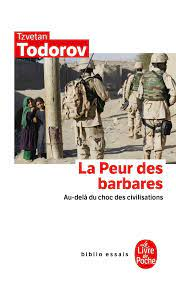 Tzvetan
Todorov
La Peur des
barbares
Au-delà du choc des civilisations
biblio essais
Le Livre
de Poche